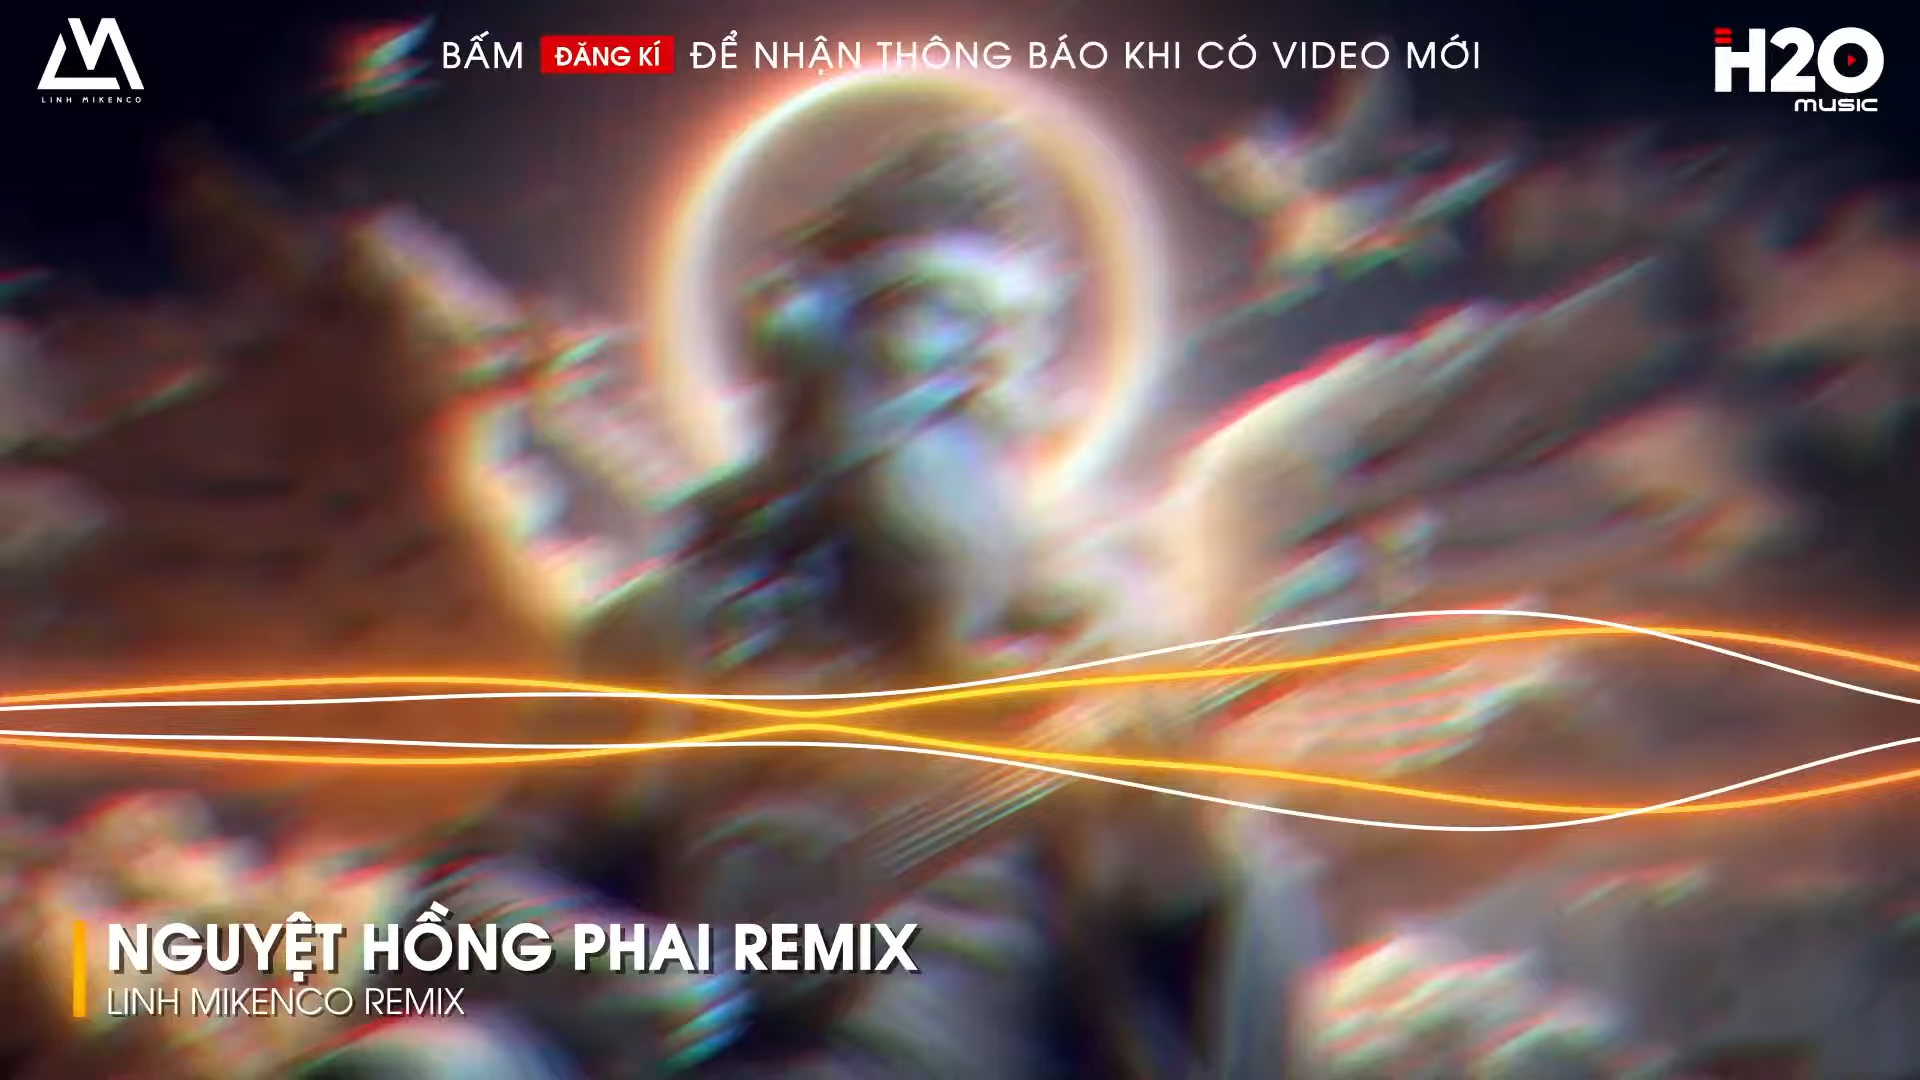 BẤM ĐĂNG KÍ ĐỂ NHẬN THÔNG BÁO KHI CÓ VIDEO MỚI
LINH MIKENCO
H2O
MUSIC
NGUYỆT HỒNG PHAI REMIX
LINH MIKENCO REMIX